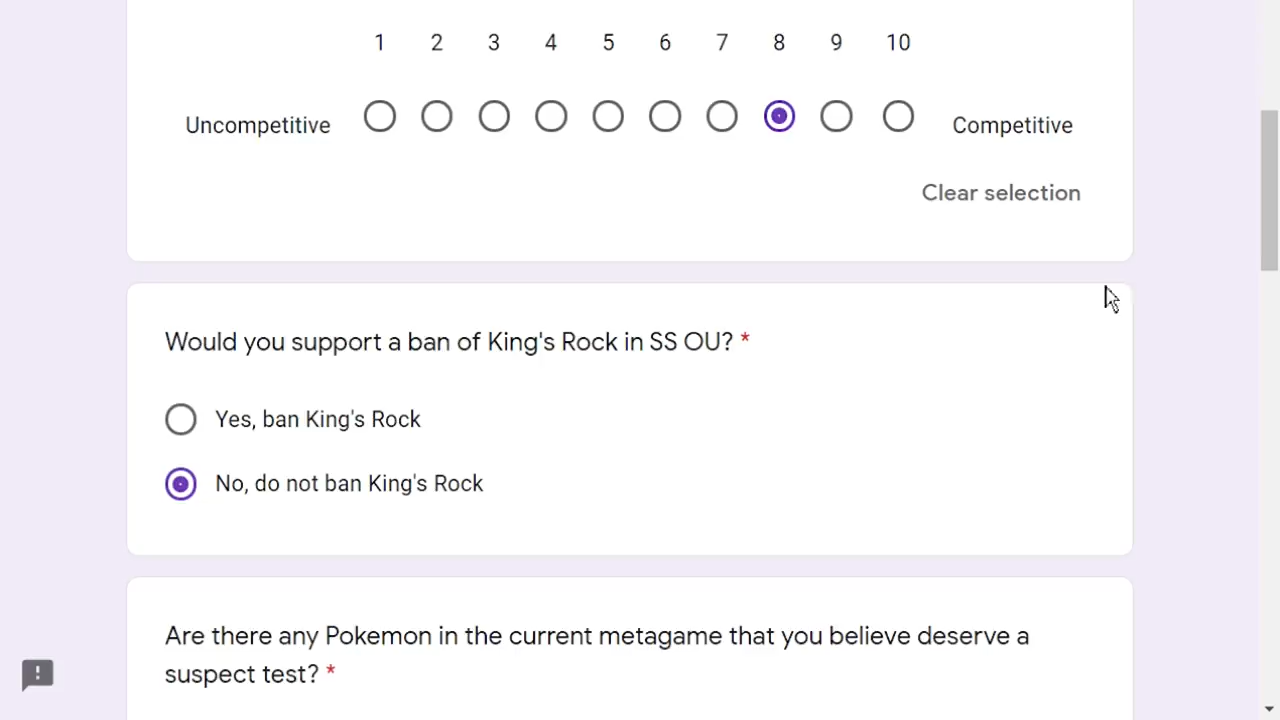 1 2 3 4 5 6 7 8 9 10
Uncompetitive Competitive
Clear selection
Would you support a ban of King's Rock in SS OU? *
Yes, ban King's Rock
No, do not ban King's Rock
Are there any Pokemon in the current metagame that you believe deserve a
suspect test? *